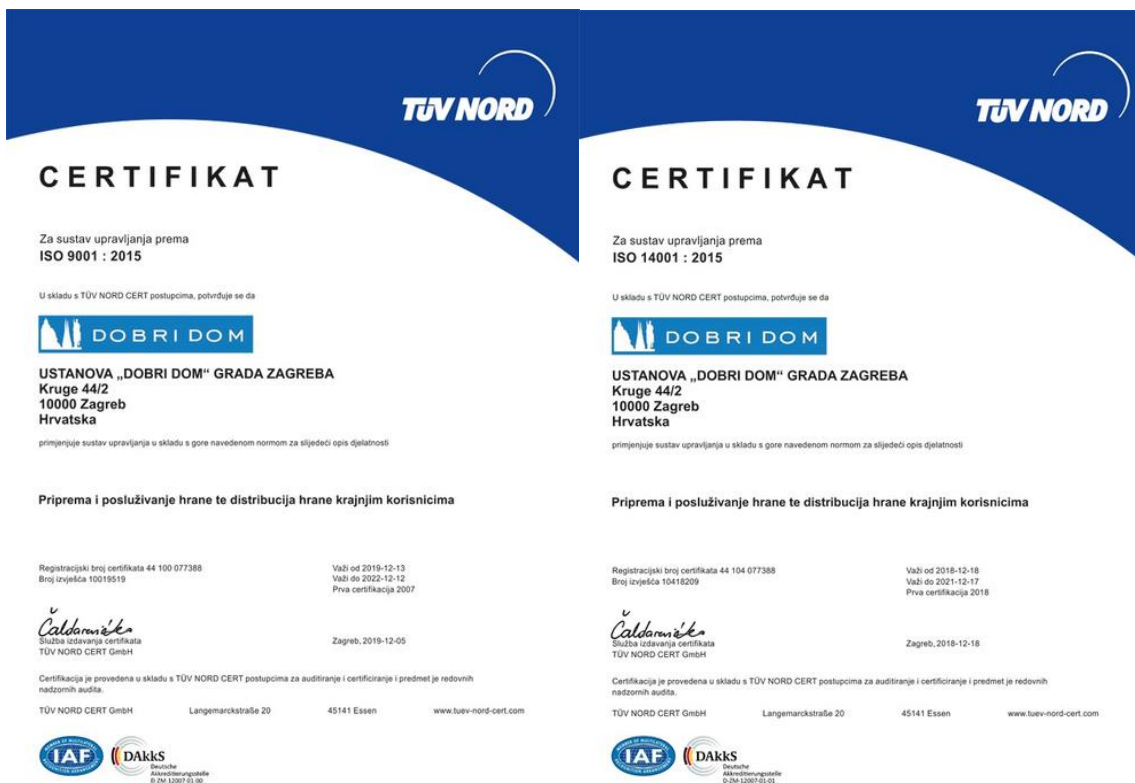 TÜV NORD
CERTIFIKAT
Za sustav upravljanja prema
ISO 9001 : 2015
U skladu s TÜV NORD CERT postupcima, potvrđuje se da
DOBRI DOM
USTANOVA „DOBRI DOM“ GRADA ZAGREBA
Kruge 44/2
10000 Zagreb
Hrvatska
primjenjuje sustav upravljanja u skladu s gore navedenom normom za slijedeći opis djelatnosti
Priprema i posluživanje hrane te distribucija hrane krajnjim korisnicima
Registracijski broj certifikata 44 100 077388
Broj izvješća 10019519
Važi od 2019-12-13
Važi do 2022-12-12
Prva certifikacija 2007
Služba izdavanja certifikata
TÜV NORD CERT GmbH
Zagreb, 2019-12-05
Certifikacija je provedena u skladu s TÜV NORD CERT postupcima za auditiranje i certificiranje i predmet je redovnih
nadzornih audita.
TÜV NORD CERT GmbH Langemarckstraße 20 45141 Essen www.tuev-nord-cert.com
IAF
DAkkS
Deutsche
Akkreditierungsstelle
D-ZM-12007-01-00
TÜV NORD
CERTIFIKAT
Za sustav upravljanja prema
ISO 14001 : 2015
U skladu s TÜV NORD CERT postupcima, potvrđuje se da
DOBRI DOM
USTANOVA „DOBRI DOM“ GRADA ZAGREBA
Kruge 44/2
10000 Zagreb
Hrvatska
primjenjuje sustav upravljanja u skladu s gore navedenom normom za slijedeći opis djelatnosti
Priprema i posluživanje hrane te distribucija hrane krajnjim korisnicima
Registracijski broj certifikata 44 104 077388
Broj izvješća 10418209
Važi od 2018-12-18
Važi do 2021-12-17
Prva certifikacija 2018
Služba izdavanja certifikata
TÜV NORD CERT GmbH
Zagreb, 2018-12-18
Certifikacija je provedena u skladu s TÜV NORD CERT postupcima za auditiranje i certificiranje i predmet je redovnih
nadzornih audita.
TÜV NORD CERT GmbH Langemarckstraße 20 45141 Essen www.tuev-nord-cert.com
IAF
DAkkS
Deutsche
Akkreditierungsstelle
D-ZM-12007-01-01